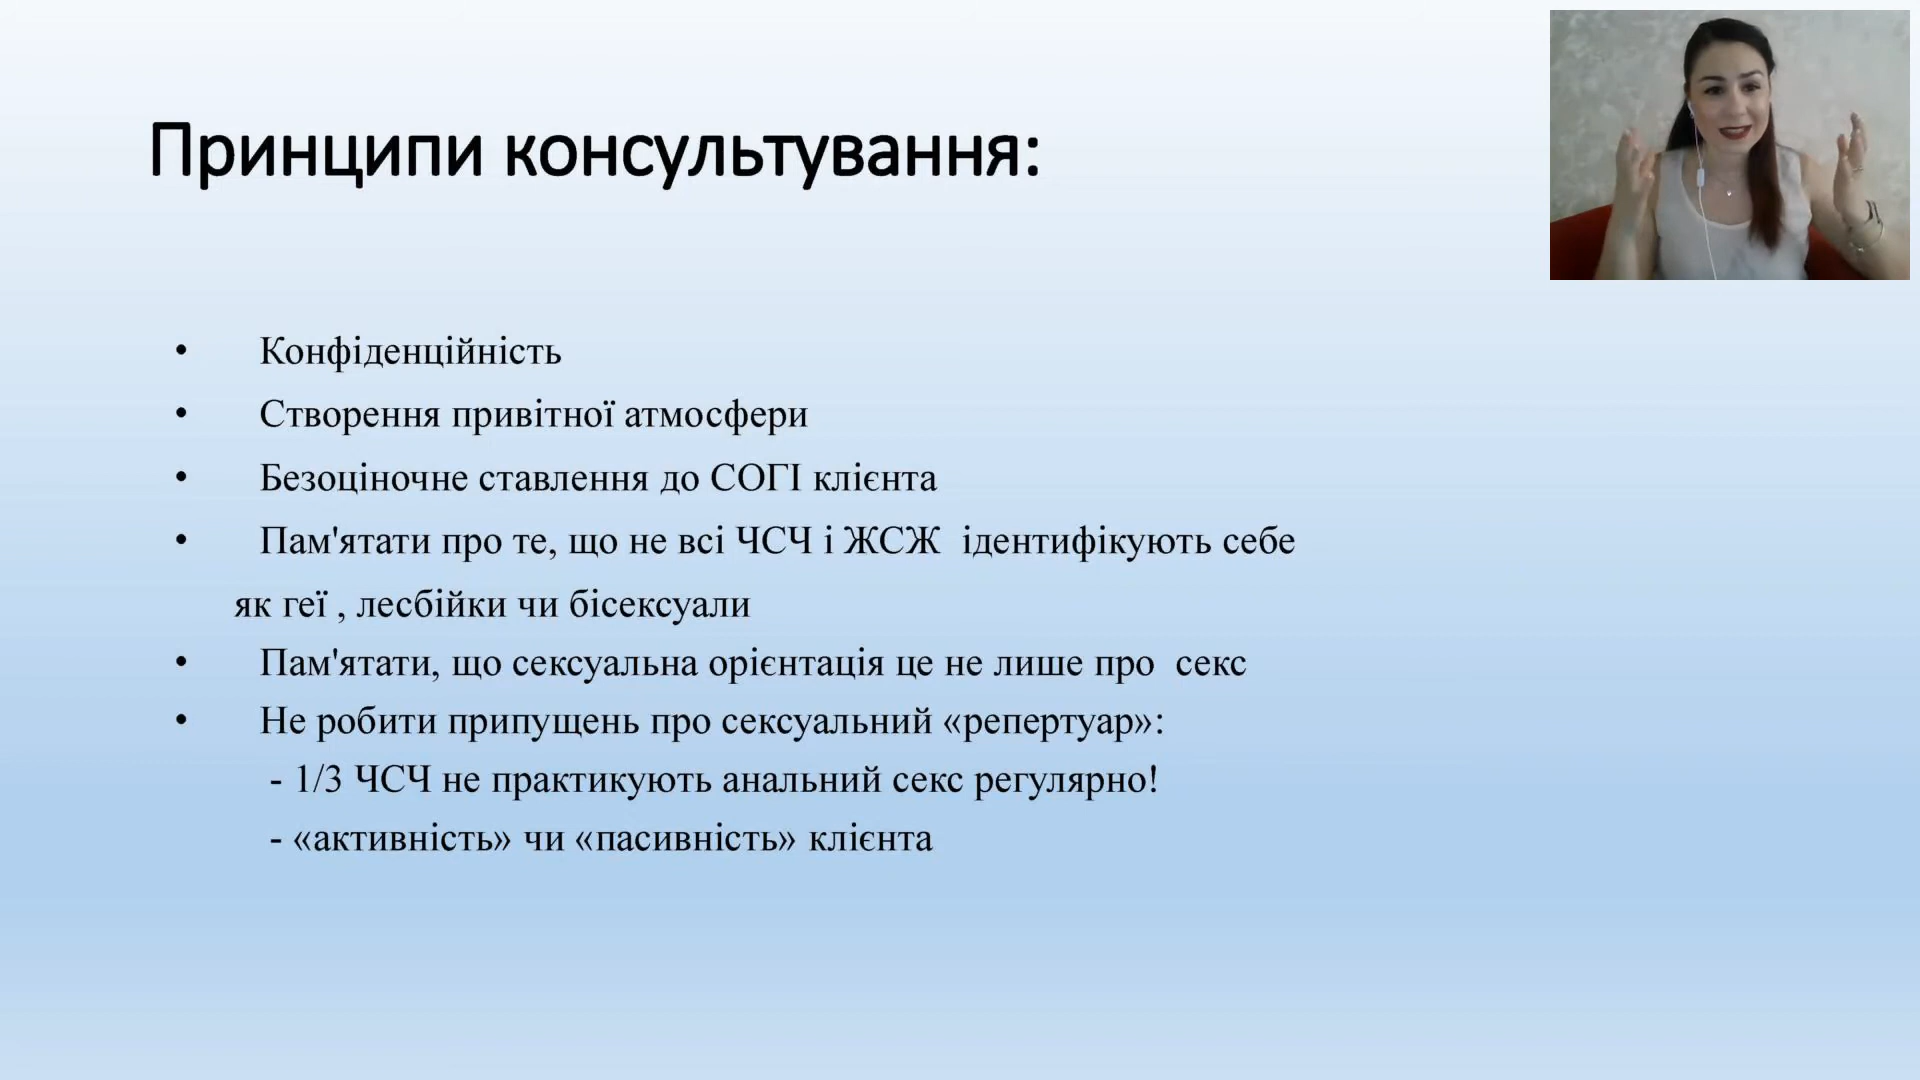 Принципи консультування:
• Конфіденційність
• Створення привітної атмосфери
• Безоціночне ставлення до СОГІ клієнта
• Пам'ятати про те, що не всі ЧСЧ і ЖСЖ ідентифікують себе
як геї , лесбійки чи бісексуали
• Пам'ятати, що сексуальна орієнтація це не лише про секс
• Не робити припущень про сексуальний «репертуар»:
- 1/3 ЧСЧ не практикують анальний секс регулярно!
- «активність» чи «пасивність» клієнта